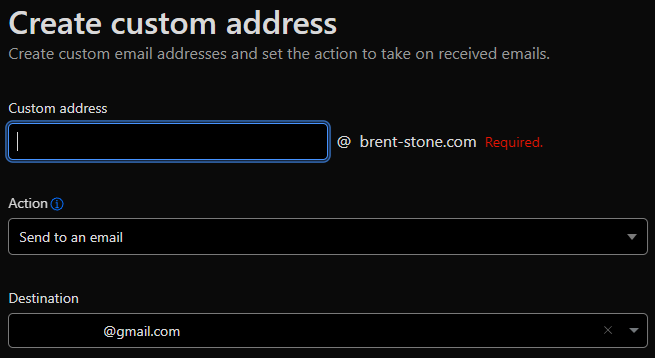 Create custom address
Create custom email addresses and set the action to take on received emails.
Custom address
@ brent-stone.com Required.
Action
Send to an email
Destination
@gmail.com